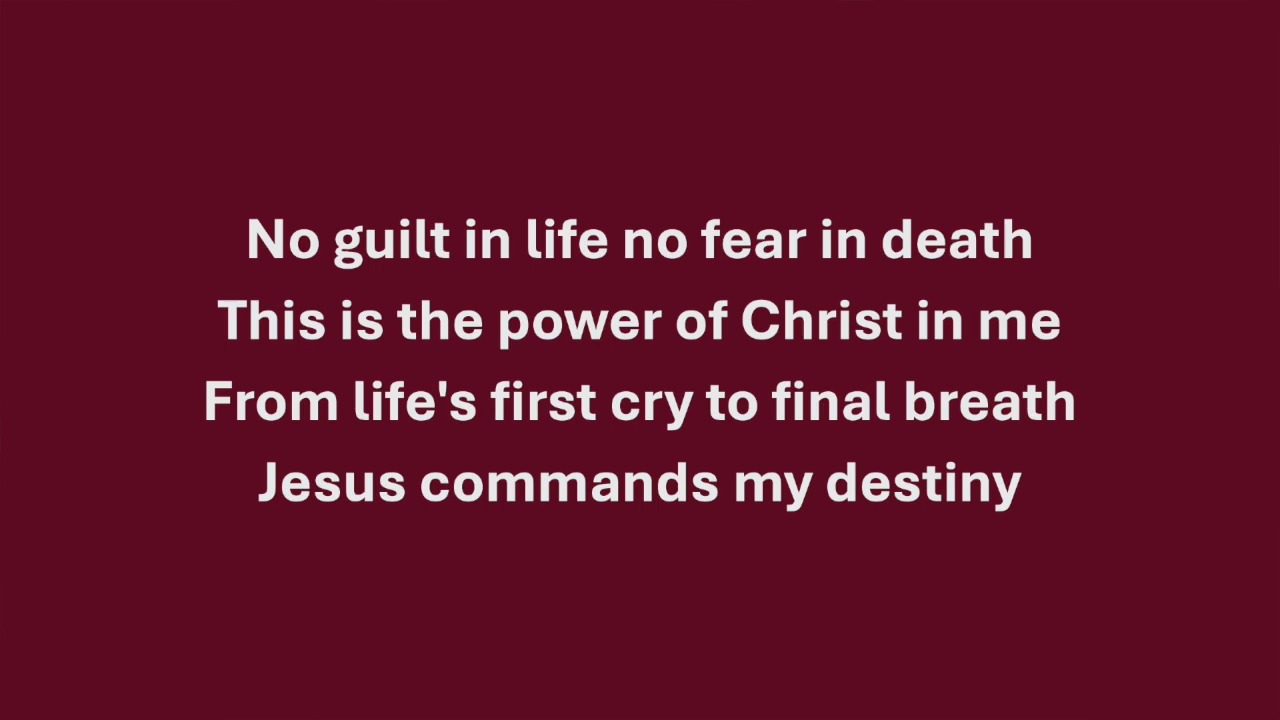 No guilt in life no fear in death
This is the power of Christ in me
From life's first cry to final breath
Jesus commands my destiny